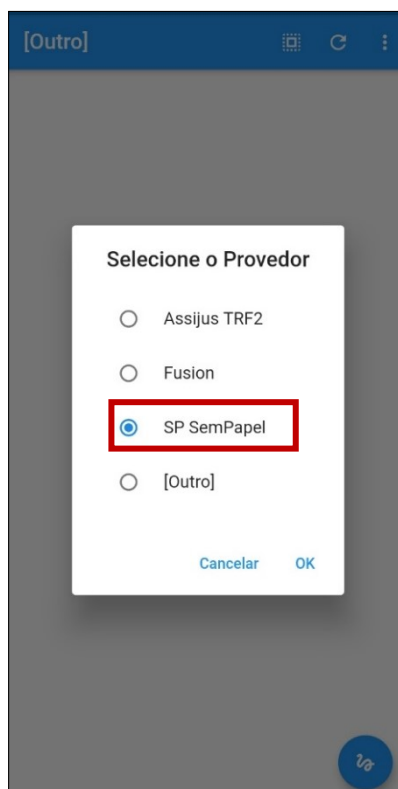 [Outro]
Selecione o Provedor
Assijus TRF2
Fusion
SP SemPapel
[Outro]
Cancelar OK